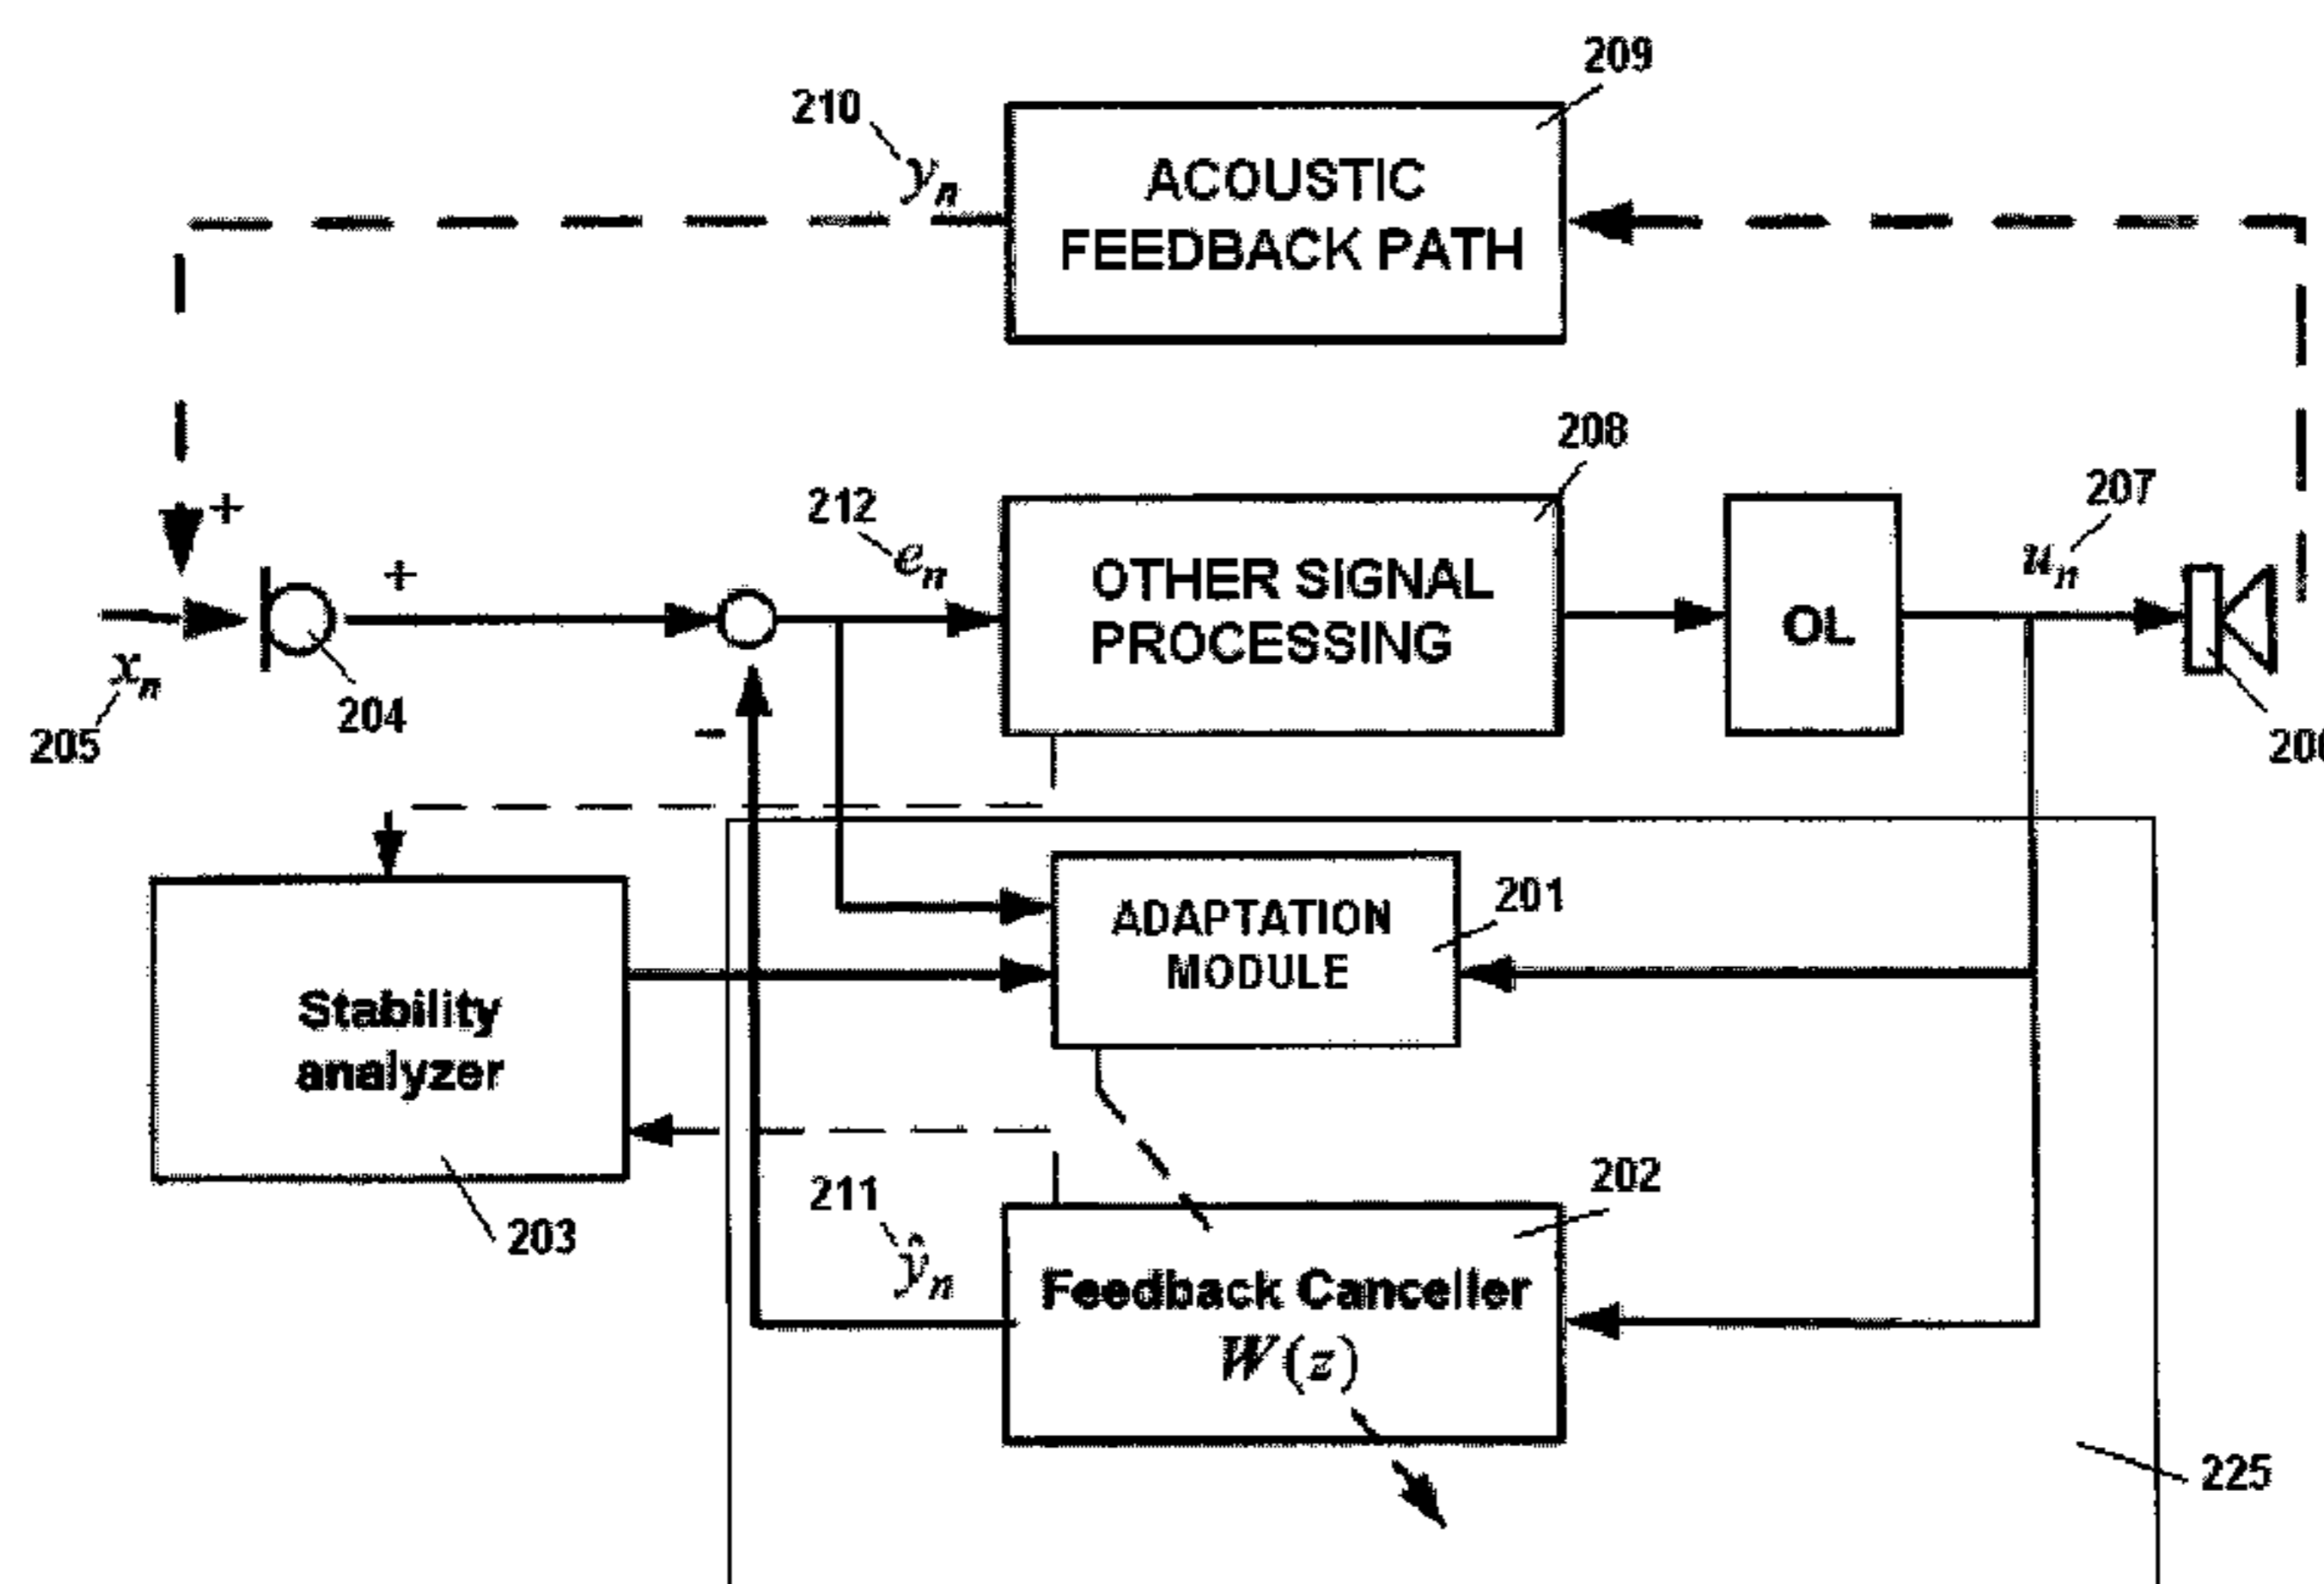 209
210
yₙ
ACOUSTIC
FEEDBACK PATH
208
207
uₙ
212
eₙ
+
+
OTHER SIGNAL
PROCESSING
OL
xₙ
205
204
-
201
ADAPTATION
MODULE
Stability
analyzer
203
202
211
ŷₙ
Feedback Canceller
W(z)
225